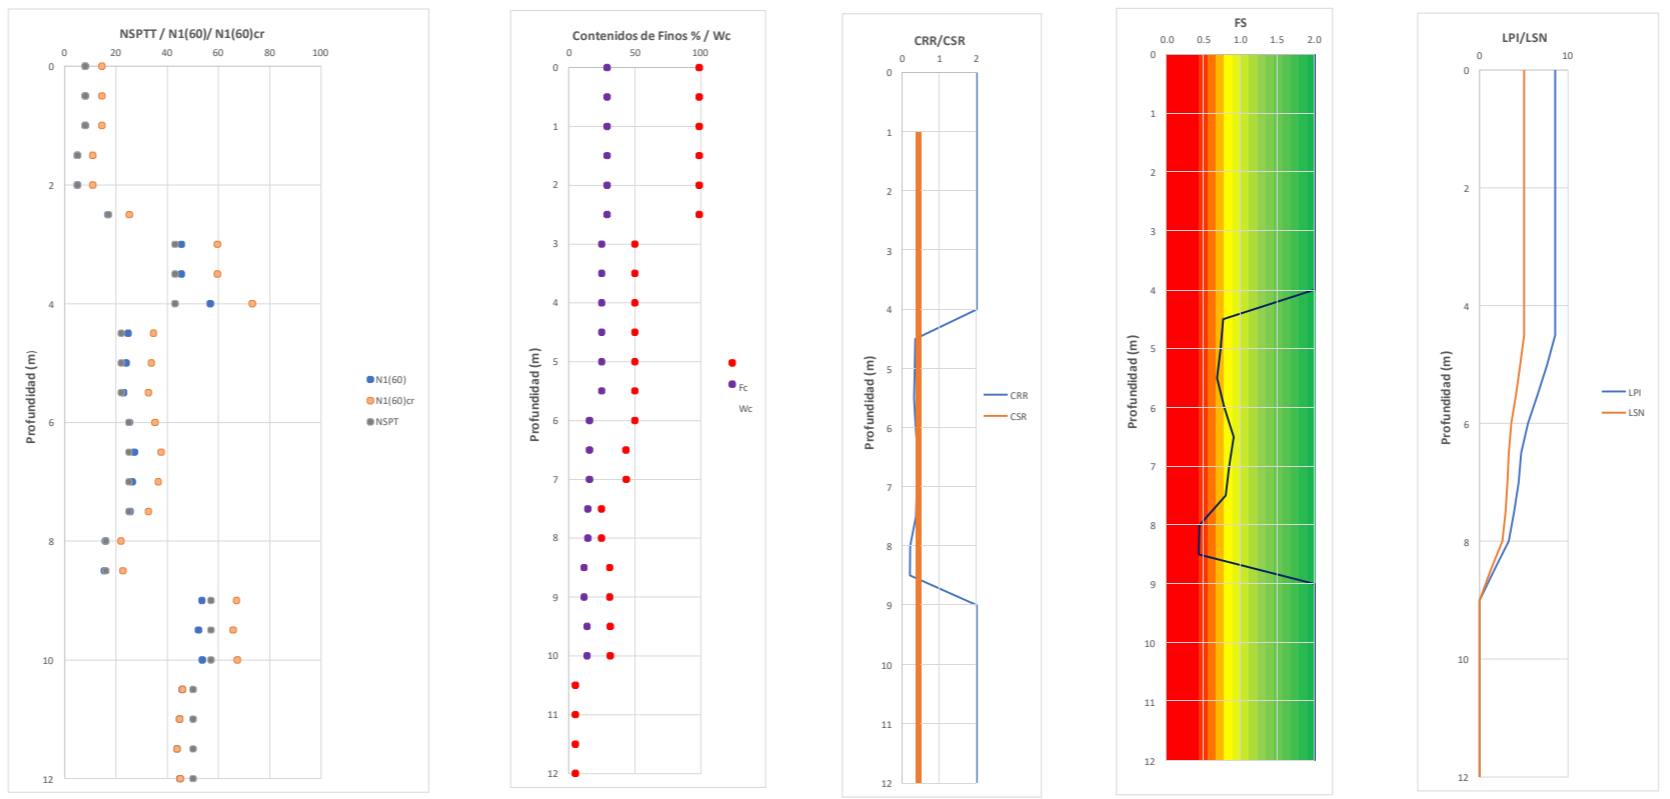 NSPTT / N1(60)/ N1(60)cr
0 20 40 60 80 100
0
2
4
6
8
10
12
Profundidad (m)
N1(60)
N1(60)cr
NSPT
Contenidos de Finos % / Wc
0 50 100
0
1
2
3
4
5
6
7
8
9
10
11
12
Profundidad (m)
Fc
Wc
CRR/CSR
0 1 2
0
1
2
3
4
5
6
7
8
9
10
11
12
Profundidad (m)
CRR
CSR
FS
0.0 0.5 1.0 1.5 2.0
0
1
2
3
4
5
6
7
8
9
10
11
12
Profundidad (m)
LPI/LSN
0 10
0
2
4
6
8
10
12
Profundidad (m)
LPI
LSN